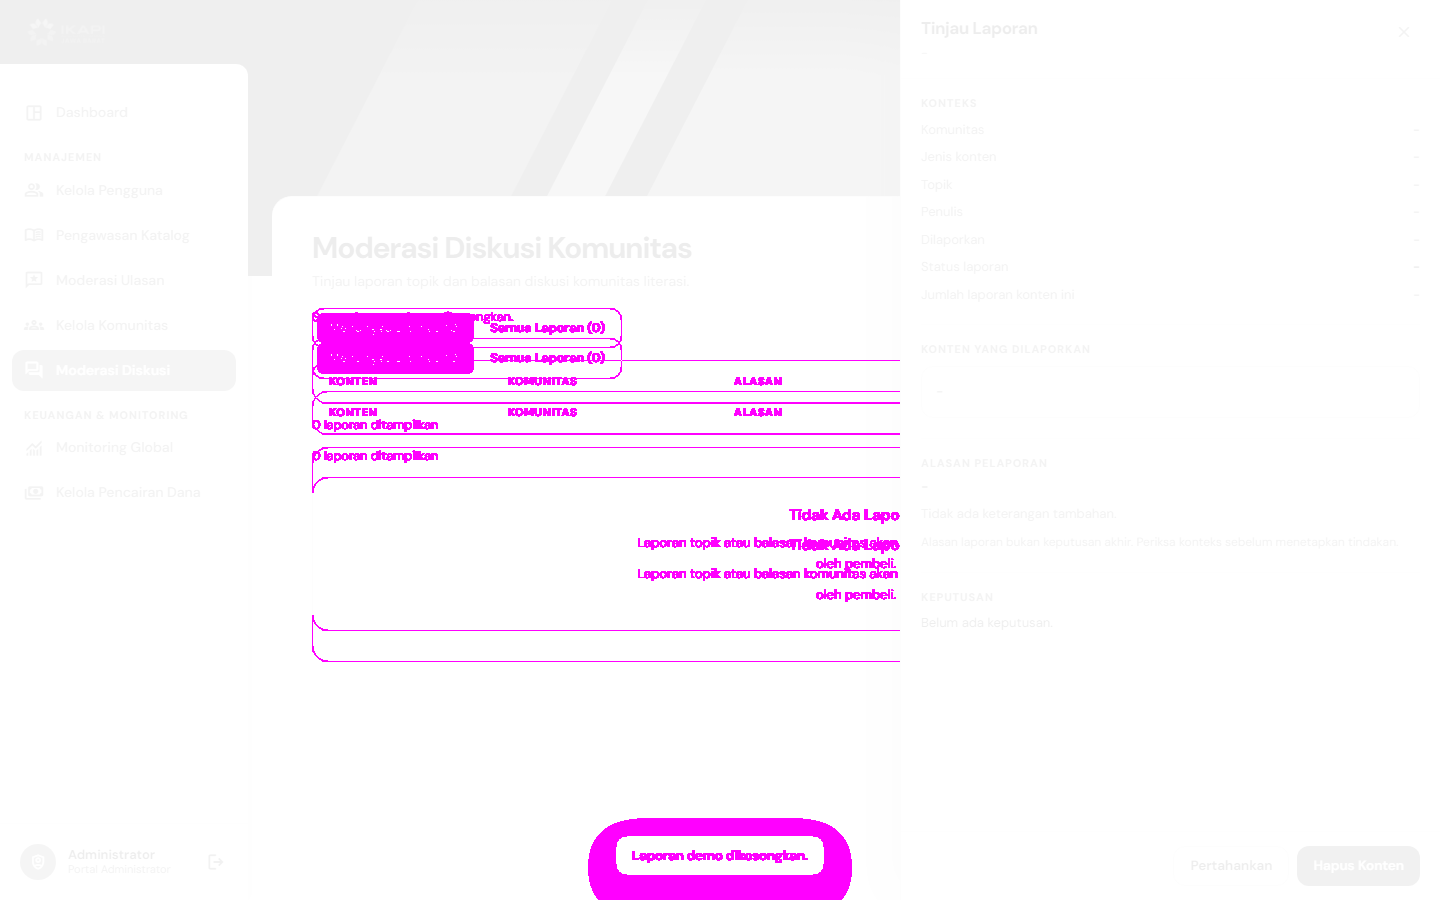 Tinjau Laporan
–
Dashboard
MANAJEMEN
Kelola Pengguna
Pengawasan Katalog
Moderasi Ulasan
Kelola Komunitas
Moderasi Diskusi
KEUANGAN & MONITORING
Monitoring Global
Kelola Pencairan Dana
Administrator
Portal Administrator
Moderasi Diskusi Komunitas
Tinjau laporan topik dan balasan diskusi komunitas literasi.
Semua Laporan (0)
Semua Laporan (0)
KONTEN KOMUNITAS ALASAN
KONTEN KOMUNITAS ALASAN
0 laporan ditampilkan
0 laporan ditampilkan
Tidak Ada Lapo
Laporan topik atau balasan komunitas akan
Tidak Ada Lapo
oleh pembeli.
Laporan topik atau balasan komunitas akan
oleh pembeli.
Laporan demo dikosongkan.
KONTEKS
Komunitas –
Jenis konten –
Topik –
Penulis –
Dilaporkan –
Status laporan –
Jumlah laporan konten ini –
KONTEN YANG DILAPORKAN
–
ALASAN PELAPORAN
–
Tidak ada keterangan tambahan.
Alasan laporan bukan keputusan akhir. Periksa konteks sebelum menetapkan tindakan.
KEPUTUSAN
Belum ada keputusan.
Pertahankan
Hapus Konten